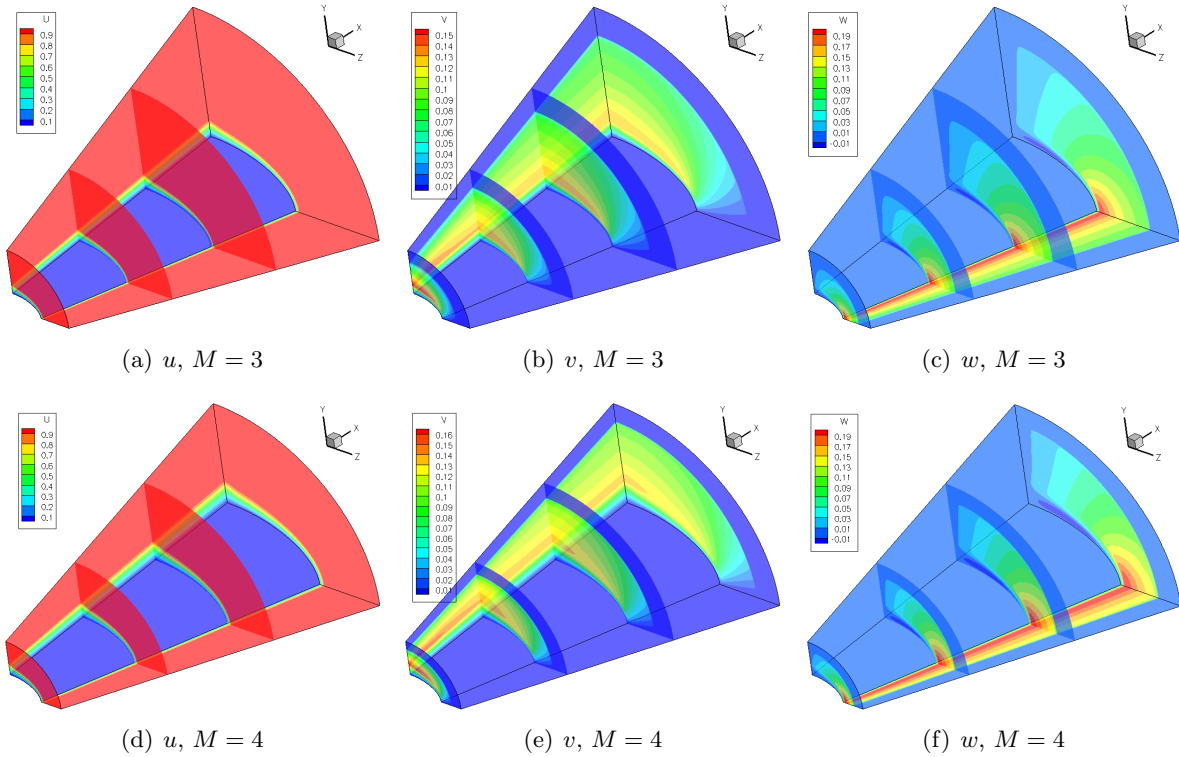 U
0.9
0.8
0.7
0.6
0.5
0.4
0.3
0.2
0.1
Y
X
Z
(a) u, M = 3
V
0.15
0.14
0.13
0.12
0.11
0.10
0.09
0.08
0.07
0.06
0.05
0.04
0.03
0.02
0.01
Y
X
Z
(b) v, M = 3
W
0.19
0.17
0.15
0.13
0.11
0.09
0.07
0.05
0.03
0.01
-0.01
Y
X
Z
(c) w, M = 3
U
0.9
0.8
0.7
0.6
0.5
0.4
0.3
0.2
0.1
Y
X
Z
(d) u, M = 4
V
0.16
0.15
0.14
0.13
0.12
0.11
0.10
0.09
0.08
0.07
0.06
0.05
0.04
0.03
0.02
0.01
Y
X
Z
(e) v, M = 4
W
0.19
0.17
0.15
0.13
0.11
0.09
0.07
0.05
0.03
0.01
-0.01
Y
X
Z
(f) w, M = 4